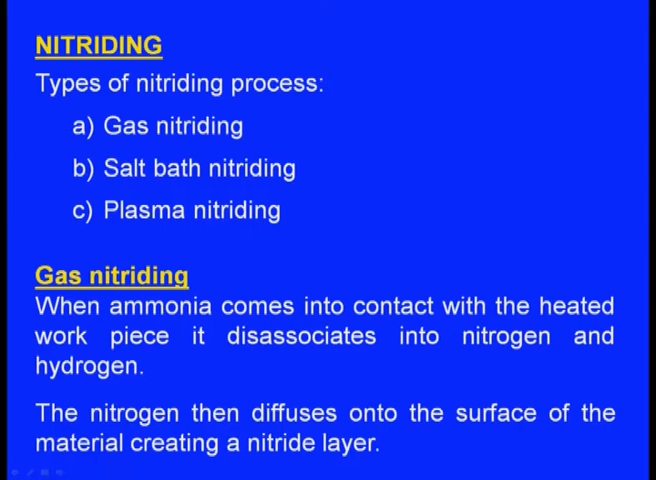 NITRIDING
Types of nitriding process:
a) Gas nitriding
b) Salt bath nitriding
c) Plasma nitriding
Gas nitriding
When ammonia comes into contact with the heated
work piece it disassociates into nitrogen and
hydrogen.
The nitrogen then diffuses onto the surface of the
material creating a nitride layer.